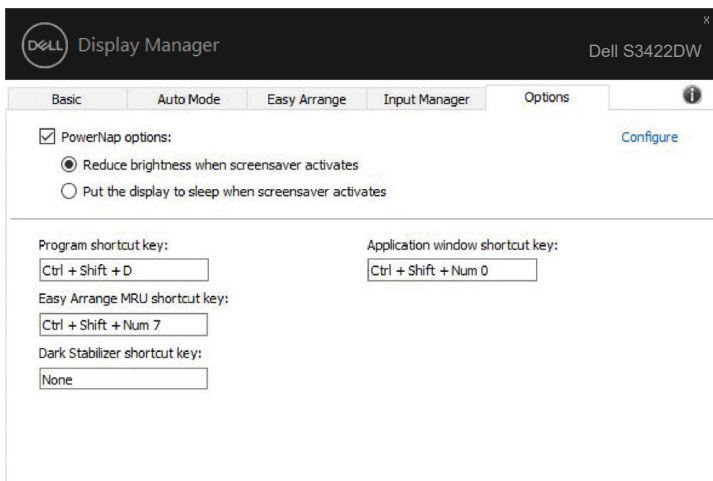 x
DELL Display Manager
Dell S3422DW
Basic Auto Mode Easy Arrange Input Manager Options
PowerNap options: Configure
Reduce brightness when screensaver activates
Put the display to sleep when screensaver activates
Program shortcut key: Application window shortcut key:
Ctrl + Shift + D Ctrl + Shift + Num 0
Easy Arrange MRU shortcut key:
Ctrl + Shift + Num 7
Dark Stabilizer shortcut key:
None